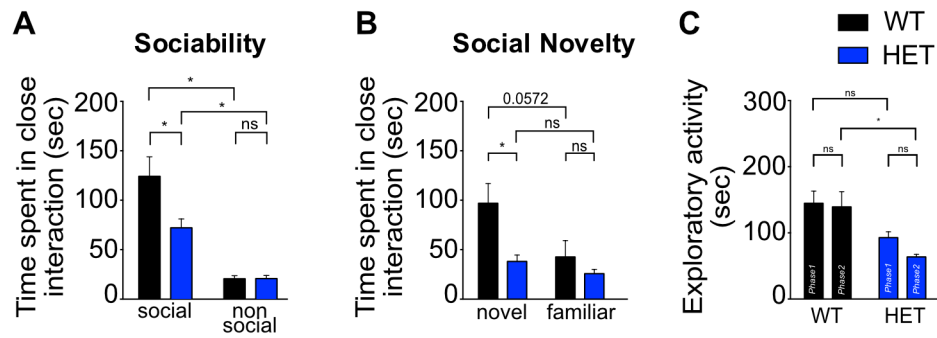 A
Sociability
Time spent in close
interaction (sec)
200
150
100
50
0
*
*
*
ns
social
non
social
B
Social Novelty
Time spent in close
interaction (sec)
200
150
100
50
0
0.0572
ns
*
ns
novel
familiar
C
WT
HET
Exploratory activity
(sec)
300
200
100
0
ns
*
ns
ns
Phase1
Phase2
Phase1
Phase2
WT
HET